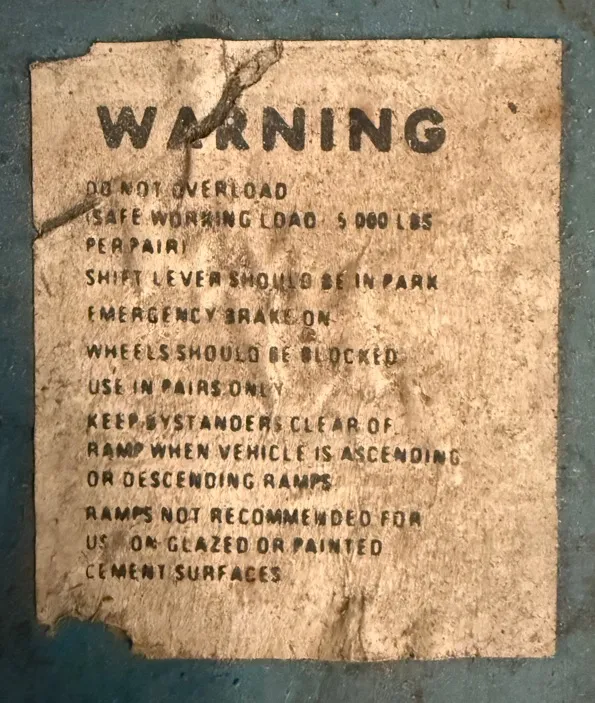 WARNING
DO NOT OVERLOAD
(SAFE WORKING LOAD 5 000 LBS
PER PAIR)
SHIFT LEVER SHOULD BE IN PARK
EMERGENCY BRAKE ON
WHEELS SHOULD BE BLOCKED
USE IN PAIRS ONLY
KEEP BYSTANDERS CLEAR OF
RAMP WHEN VEHICLE IS ASCENDING
OR DESCENDING RAMPS
RAMPS NOT RECOMMENDED FOR
US ON GLAZED OR PAINTED
CEMENT SURFACES